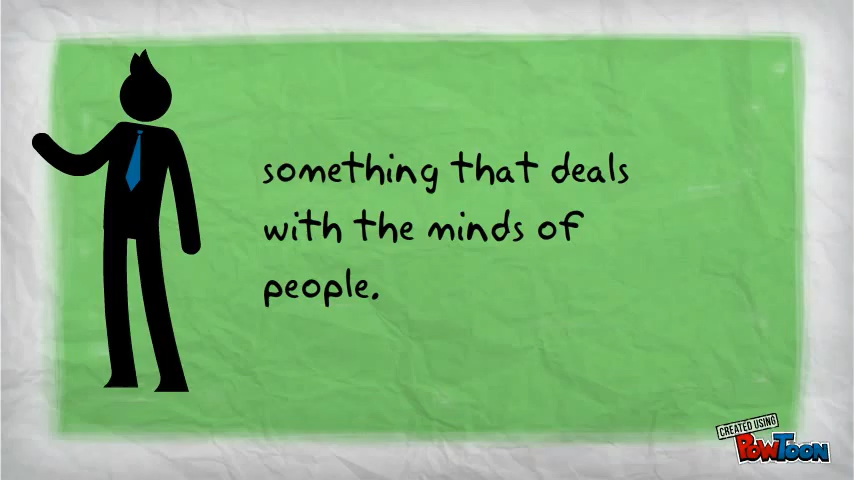 something that deals
with the minds of
people.
CREATED USING
POWTOON